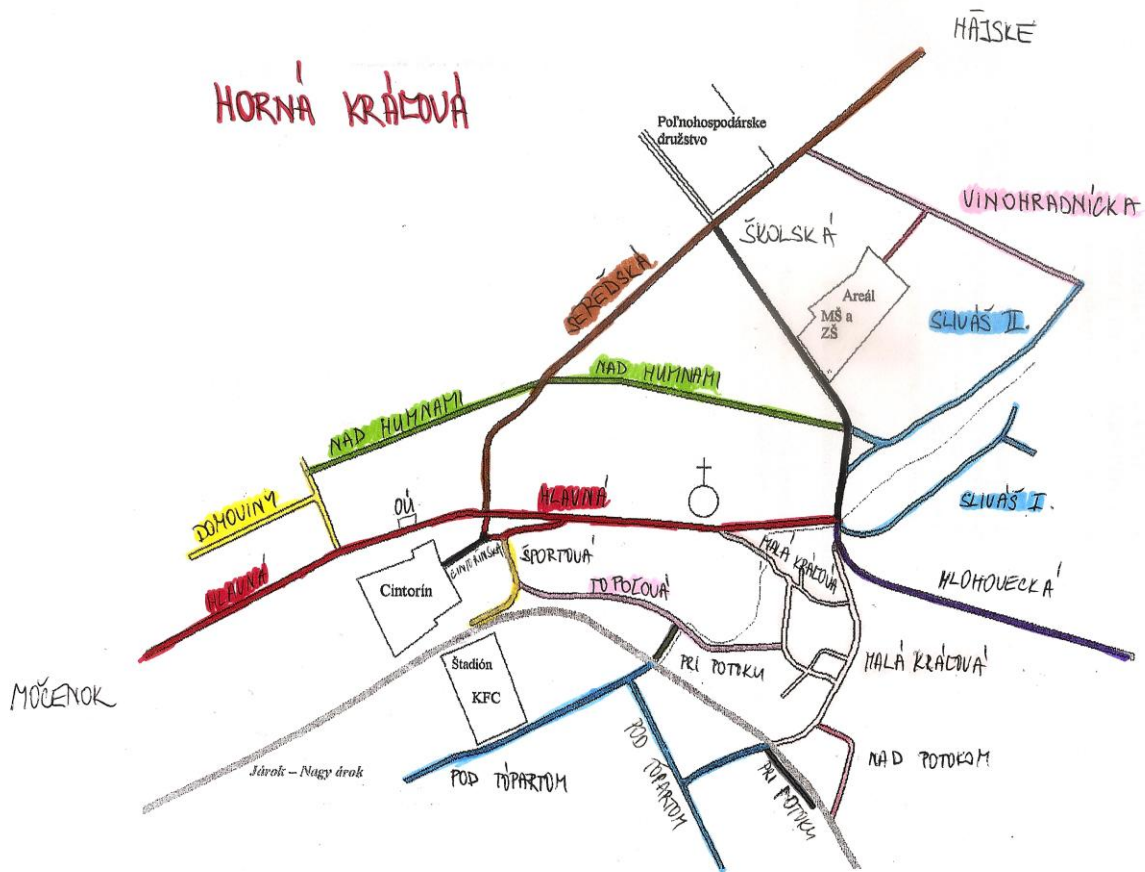 HÁJSKE
HORNÁ KRÁĽOVÁ
Poľnohospodárske
družstvo
VINOHRADNÍCKA
ŠKOLSKÁ
SEREĎSKÁ
Areál
MŠ a
ZŠ
SLIVÁŠ II.
NAD HUMNAMI
NAD HUMNAMI
DOMOVINY
OÚ
HLAVNÁ
SLIVÁŠ I.
HLAVNÁ
CINTORÍNSKA
ŠPORTOVÁ
MALÁ KRÁĽOVÁ
Cintorín
TOPOĽOVÁ
HLOHOVECKÁ
Štadión
KFC
PRI POTOKU
MALÁ KRÁĽOVÁ
MOČENOK
Járok – Nagy árok
POD TÓPARTOM
POD TÓPARTOM
PRI POTOKU
NAD POTOKOM